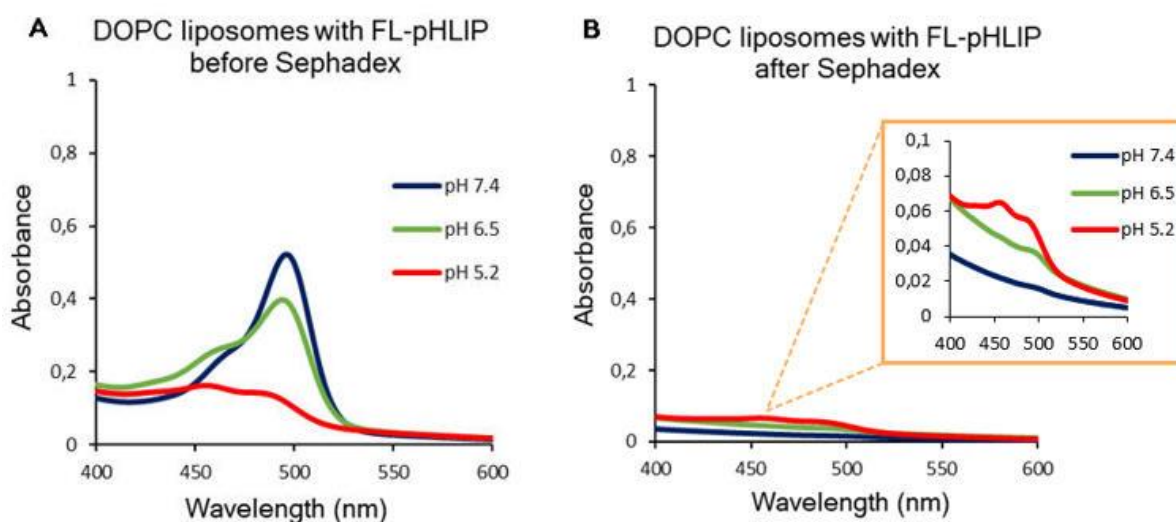 A
DOPC liposomes with FL-pHLIP
before Sephadex
1
0,8
0,6
0,4
0,2
0
Absorbance
pH 7.4
pH 6.5
pH 5.2
400
450
500
550
600
Wavelength (nm)
B
DOPC liposomes with FL-pHLIP
after Sephadex
1
0,8
0,6
0,4
0,2
0
Absorbance
0,1
0,08
0,06
0,04
0,02
0
pH 7.4
pH 6.5
pH 5.2
400
450
500
550
600
400
450
500
550
600
Wavelength (nm)